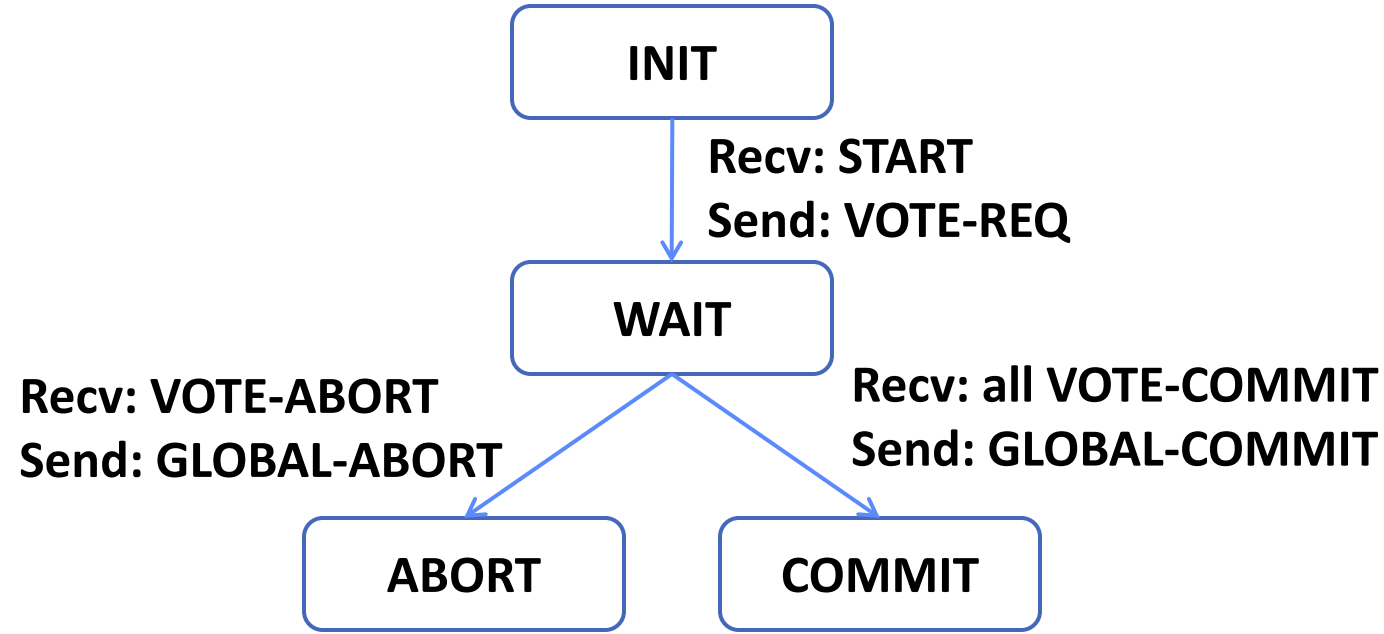 INIT
Recv: START
Send: VOTE-REQ
WAIT
Recv: VOTE-ABORT
Send: GLOBAL-ABORT
Recv: all VOTE-COMMIT
Send: GLOBAL-COMMIT
ABORT
COMMIT